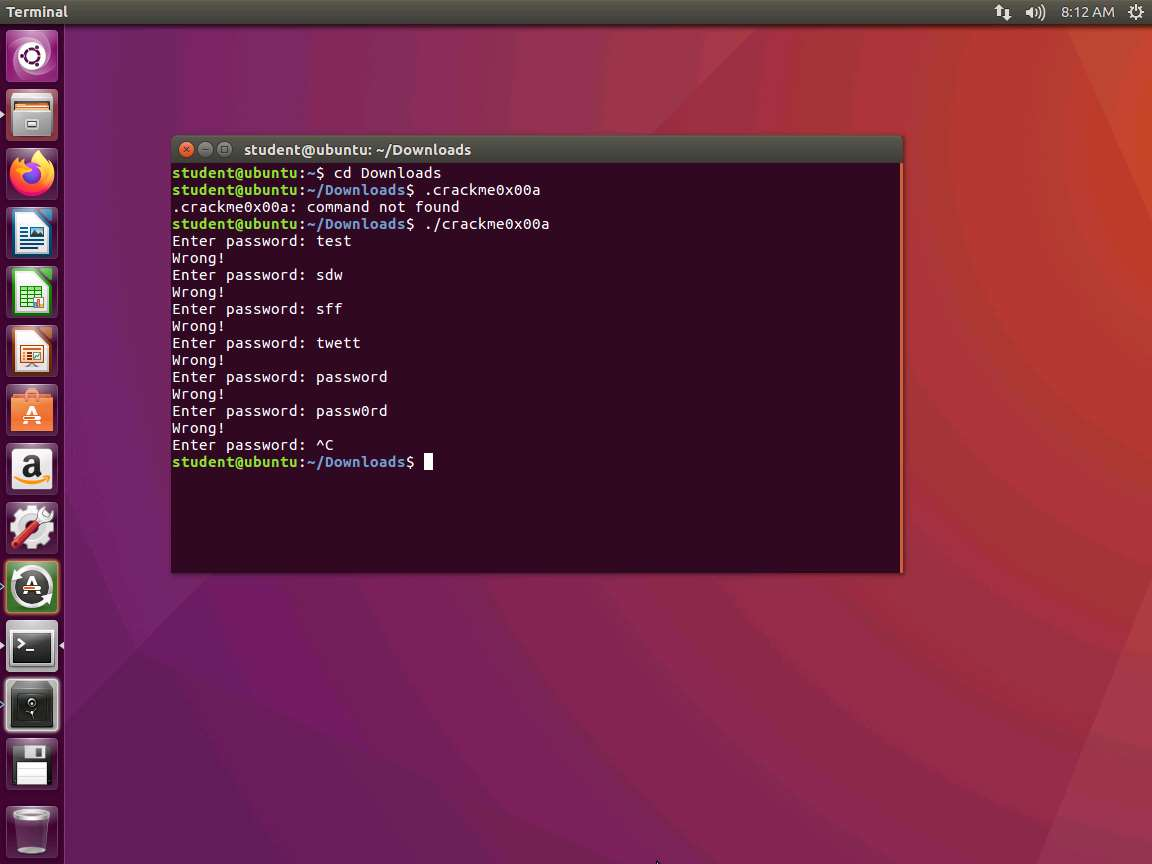 Terminal
8:12 AM
student@ubuntu: ~/Downloads
student@ubuntu:~$ cd Downloads
student@ubuntu:~/Downloads$ .crackme0x00a
.crackme0x00a: command not found
student@ubuntu:~/Downloads$ ./crackme0x00a
Enter password: test
Wrong!
Enter password: sdw
Wrong!
Enter password: sff
Wrong!
Enter password: twett
Wrong!
Enter password: password
Wrong!
Enter password: passw0rd
Wrong!
Enter password: ^C
student@ubuntu:~/Downloads$